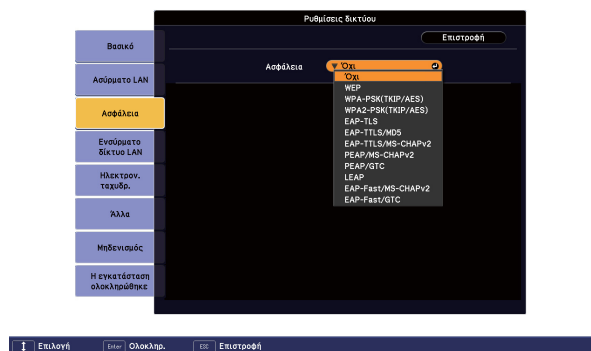 Ρυθμίσεις δικτύου
Επιστροφή
Βασικό
Ασύρματο LAN
Ασφάλεια
Ενσύρματο
δίκτυο LAN
Ηλεκτρον.
ταχυδρ.
Άλλα
Μηδενισμός
Η εγκατάσταση
ολοκληρώθηκε
Ασφάλεια
Όχι
Όχι
WEP
WPA-PSK(TKIP/AES)
WPA2-PSK(TKIP/AES)
EAP-TLS
EAP-TTLS/MD5
EAP-TTLS/MS-CHAPv2
PEAP/MS-CHAPv2
PEAP/GTC
LEAP
EAP-Fast/MS-CHAPv2
EAP-Fast/GTC
Επιλογή Enter Ολοκληρ. ESC Επιστροφή